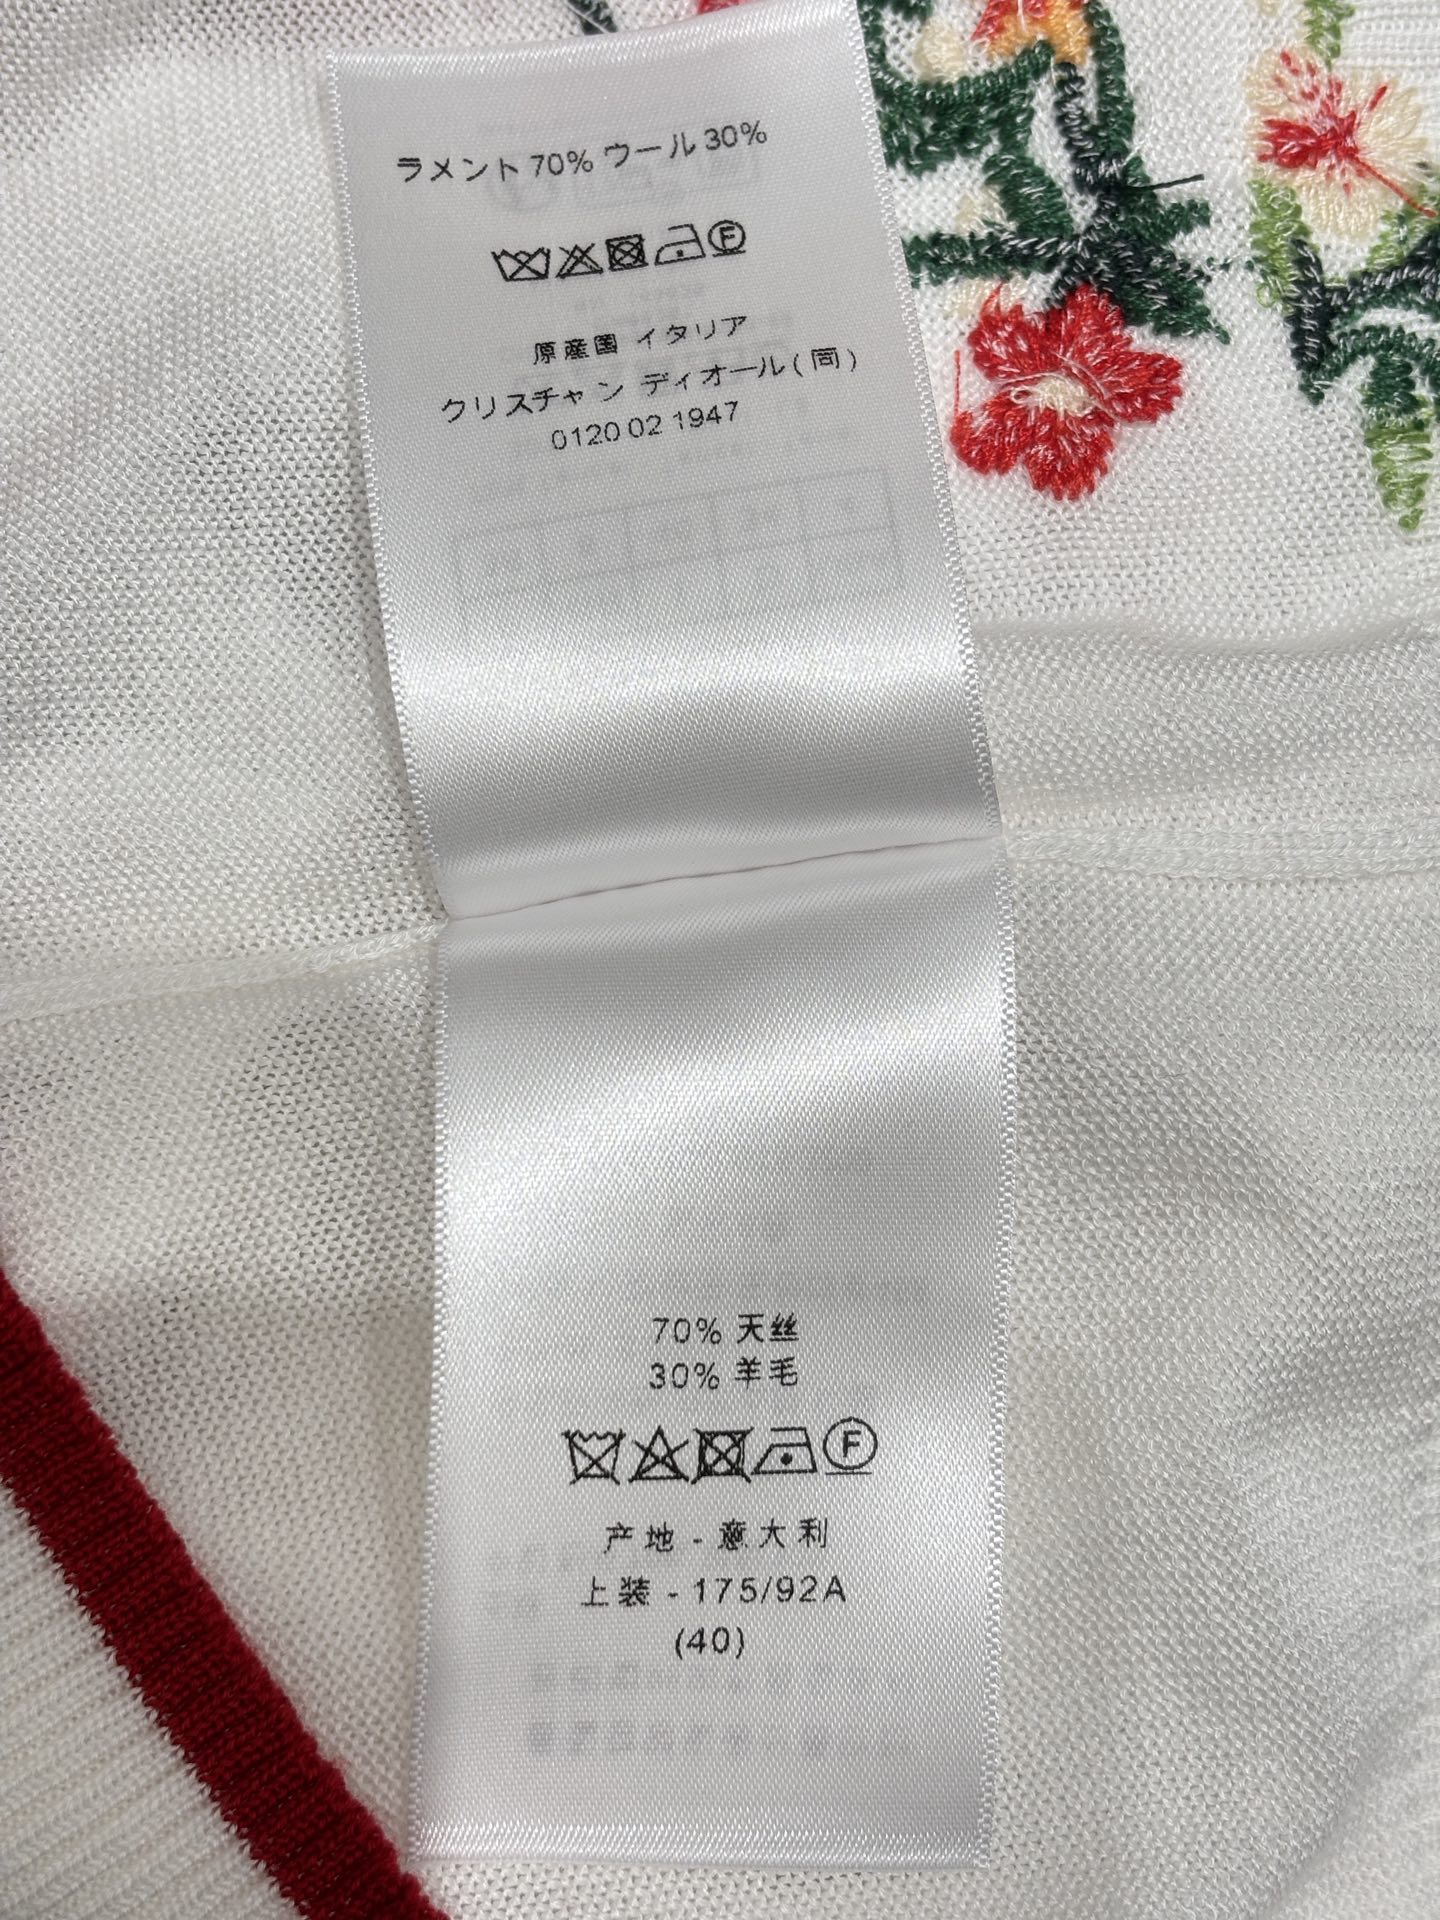 ラメント 70% ウール 30%
F
原産国 イタリア
クリスチャン ディオール(同)
0120 02 1947
70% 天丝
30% 羊毛
F
产地 - 意大利
上装 - 175/92A
(40)